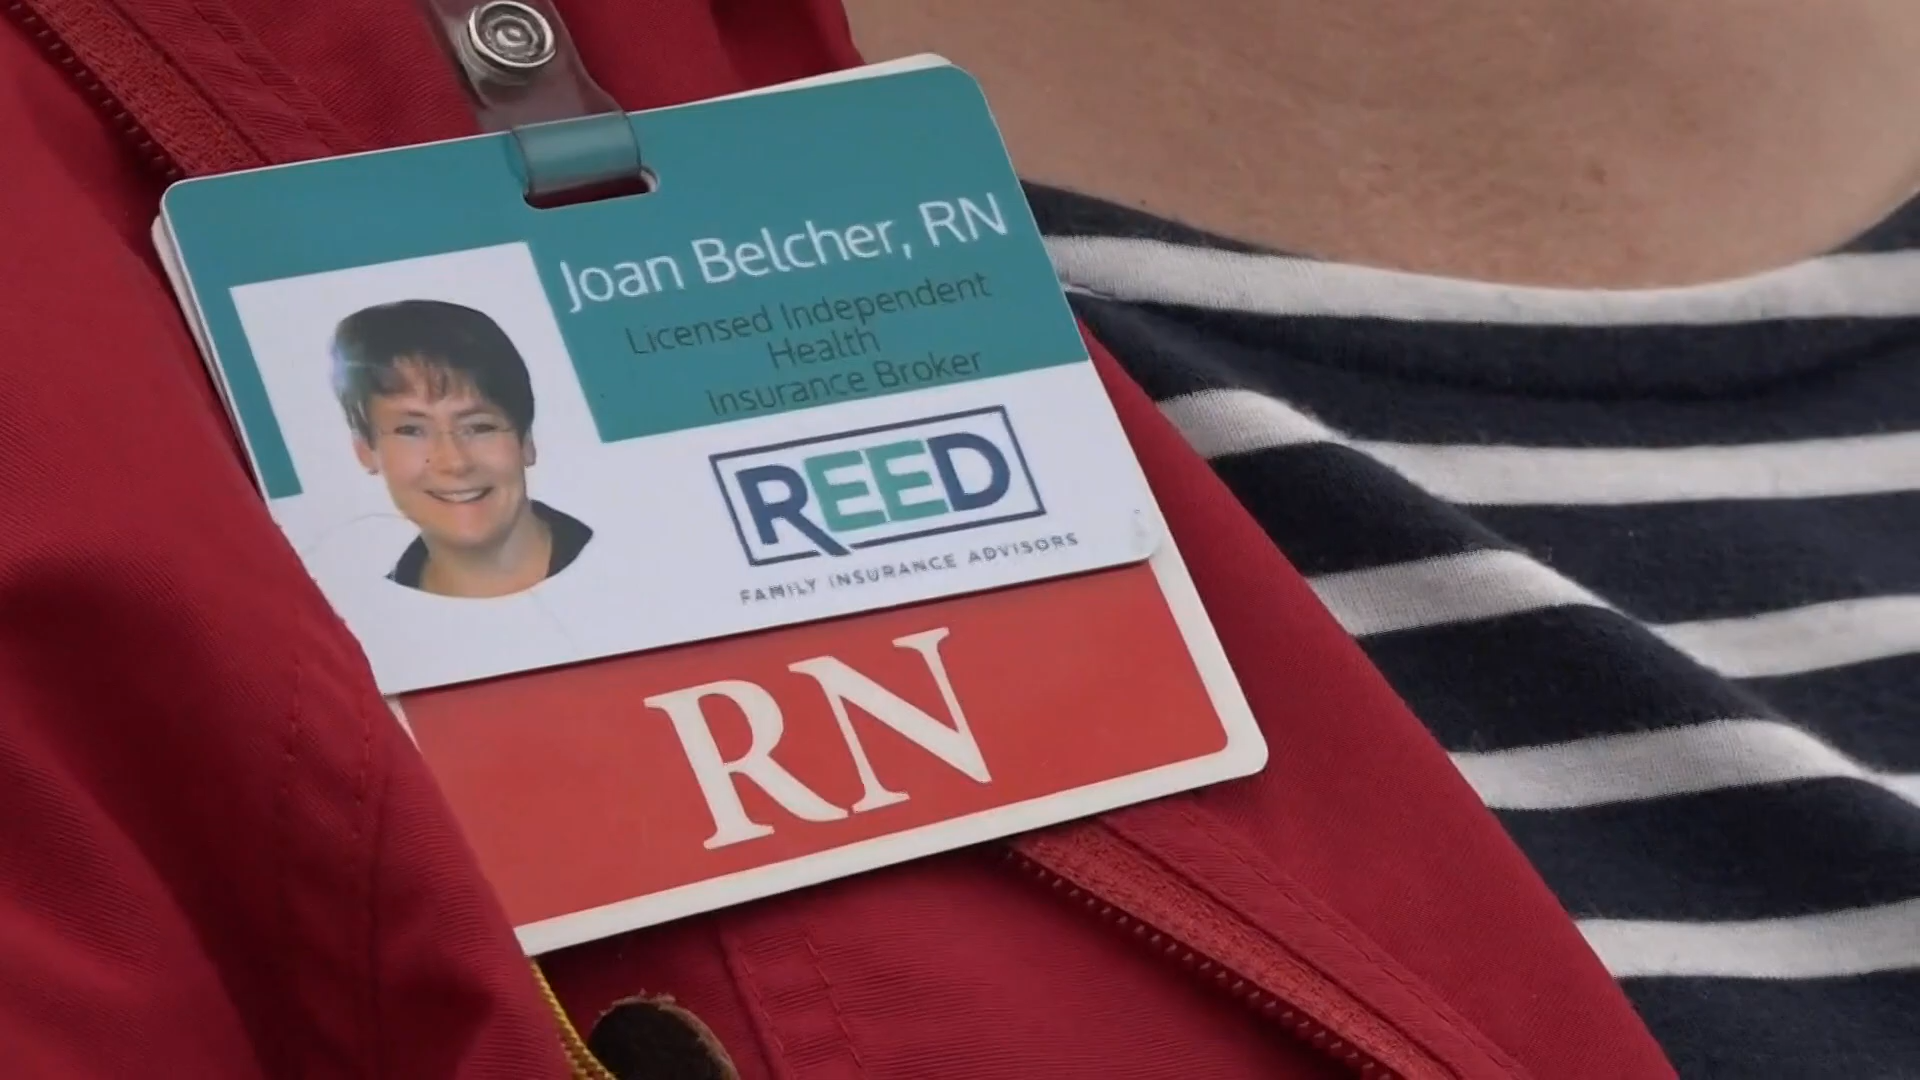 Joan Belcher, RN
Licensed Independent
Health
Insurance Broker
REED
FAMILY INSURANCE ADVISORS
RN